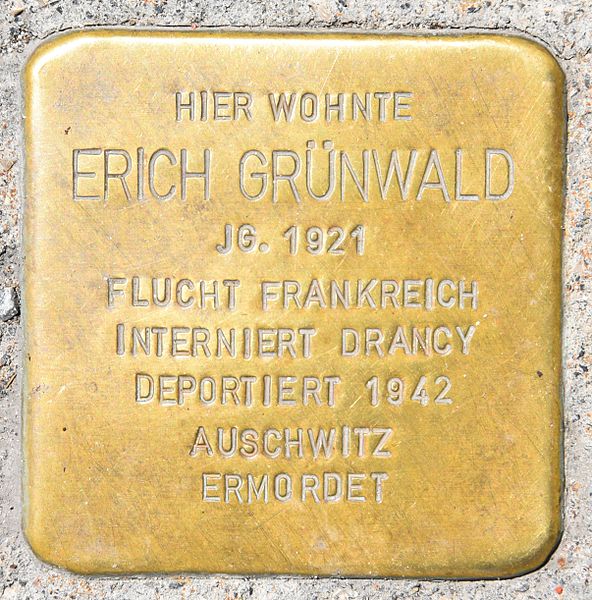 HIER WOHNTE
ERICH GRÜNWALD
JG. 1921
FLUCHT FRANKREICH
INTERNIERT DRANCY
DEPORTIERT 1942
AUSCHWITZ
ERMORDET